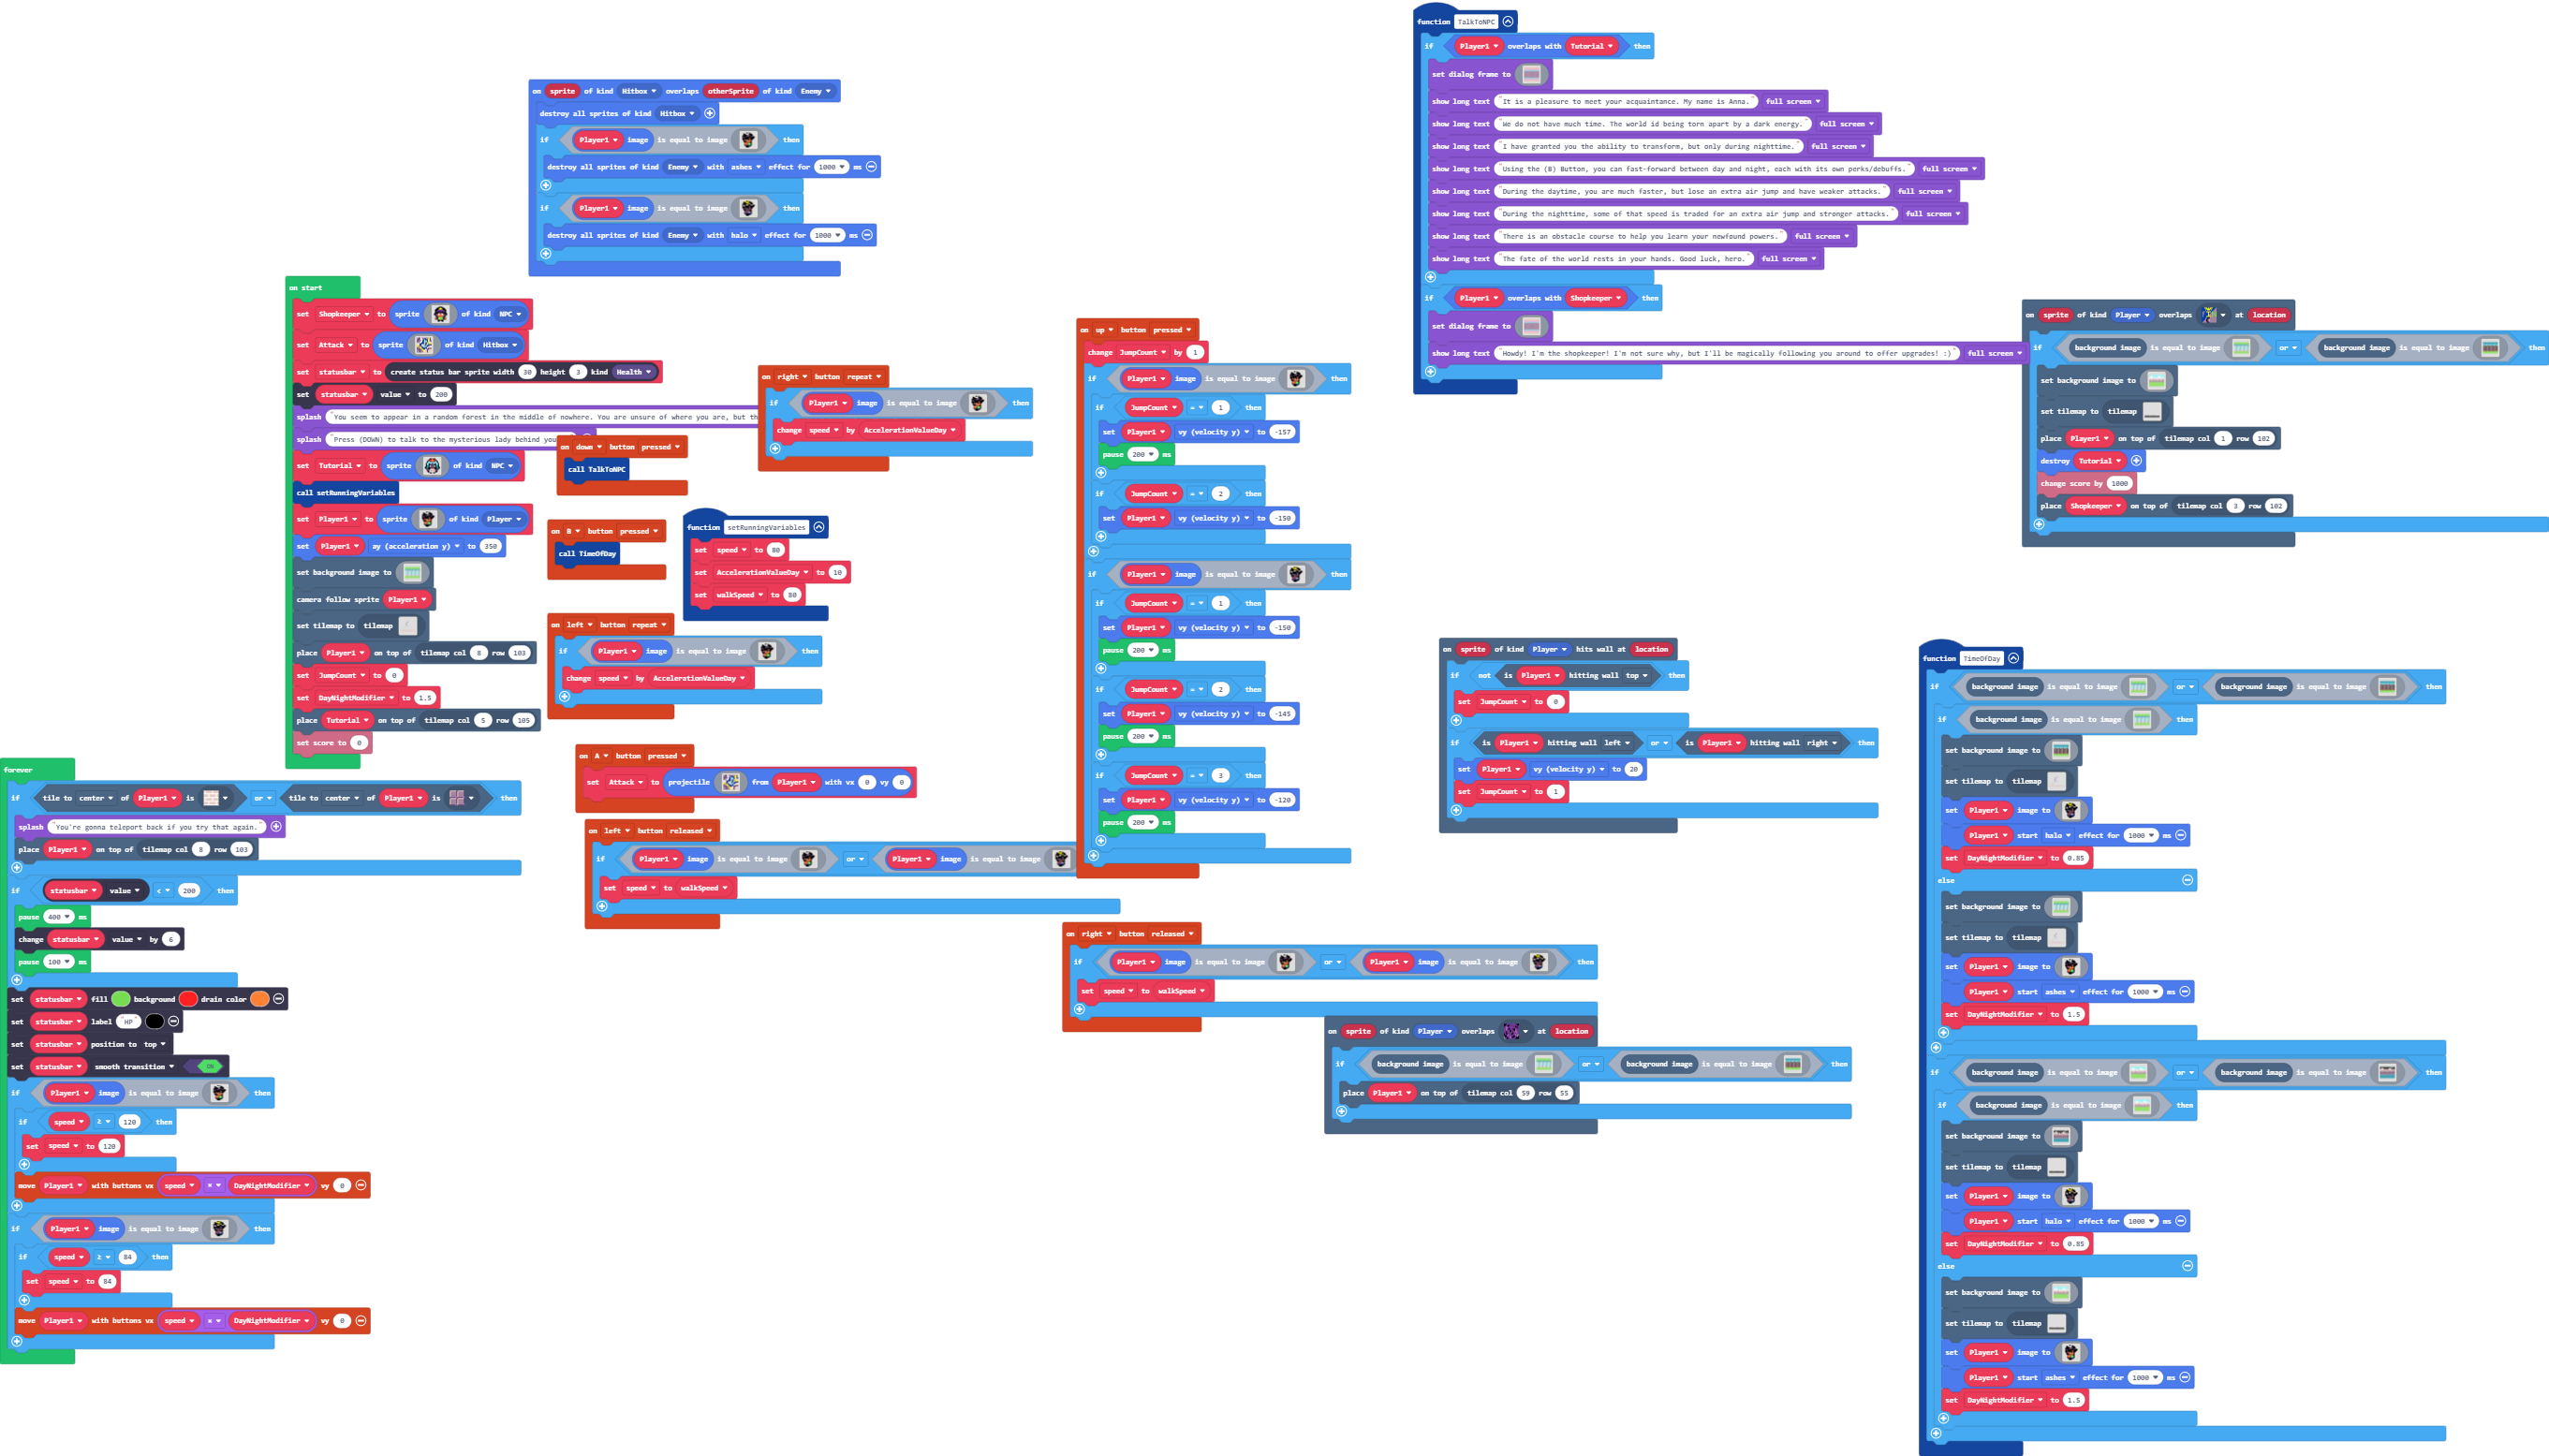 on sprite of kind Hitbox overlaps otherSprite of kind Enemy
destroy all sprites of kind Hitbox
if Player1 image is equal to image then
destroy all sprites of kind Enemy with ashes effect for 1000 ms
if Player1 image is equal to image then
destroy all sprites of kind Enemy with halo effect for 1000 ms
on start
set Shopkeeper to sprite of kind NPC
set Attack to sprite of kind Hitbox
set statusbar to create status bar sprite width 30 height 3 kind Health
set statusbar value to 200
splash "You seem to appear in a random forest in the middle of nowhere. You are unsure of where you are, but th
splash "Press (DOWN) to talk to the mysterious lady behind you
set Tutorial to sprite of kind NPC
call setRunningVariables
set Player1 to sprite of kind Player
set Player1 ay (acceleration y) to 350
set background image to
camera follow sprite Player1
set tilemap to tilemap
place Player1 on top of tilemap col 8 row 103
set JumpCount to 0
set DayNightModifier to 1.5
place Tutorial on top of tilemap col 5 row 105
set score to 0
forever
if tile to center of Player1 is or tile to center of Player1 is then
splash "You're gonna teleport back if you try that again."
place Player1 on top of tilemap col 8 row 103
if statusbar value < 200 then
pause 400 ms
change statusbar value by 6
pause 100 ms
set statusbar fill background drain color
set statusbar label "HP"
set statusbar position to top
set statusbar smooth transition ON
if Player1 image is equal to image then
if speed ≥ 120 then
set speed to 120
move Player1 with buttons vx speed × DayNightModifier vy 0
if Player1 image is equal to image then
if speed ≥ 84 then
set speed to 84
move Player1 with buttons vx speed × DayNightModifier vy 0
on down button pressed
call TalkToNPC
on B button pressed
call TimeOfDay
function setRunningVariables
set speed to 80
set AccelerationValueDay to 10
set walkSpeed to 80
on left button repeat
if Player1 image is equal to image then
change speed by AccelerationValueDay
on A button pressed
set Attack to projectile from Player1 with vx 0 vy 0
on left button released
if Player1 image is equal to image or Player1 image is equal to image
set speed to walkSpeed
on right button repeat
if Player1 image is equal to image then
change speed by AccelerationValueDay
on up button pressed
change JumpCount by 1
if Player1 image is equal to image then
if JumpCount = 1 then
set Player1 vy (velocity y) to -157
pause 200 ms
if JumpCount = 2 then
set Player1 vy (velocity y) to -150
if Player1 image is equal to image then
if JumpCount = 1 then
set Player1 vy (velocity y) to -150
pause 200 ms
if JumpCount = 2 then
set Player1 vy (velocity y) to -145
pause 200 ms
if JumpCount = 3 then
set Player1 vy (velocity y) to -120
pause 200 ms
on right button released
if Player1 image is equal to image or Player1 image is equal to image then
set speed to walkSpeed
on sprite of kind Player overlaps at location
if background image is equal to image or background image is equal to image then
place Player1 on top of tilemap col 59 row 55
function TalkToNPC
if Player1 overlaps with Tutorial then
set dialog frame to
show long text "It is a pleasure to meet your acquaintance. My name is Anna." full screen
show long text "We do not have much time. The world id being torn apart by a dark energy." full screen
show long text "I have granted you the ability to transform, but only during nighttime." full screen
show long text "Using the (B) Button, you can fast-forward between day and night, each with its own perks/debuffs." full screen
show long text "During the daytime, you are much faster, but lose an extra air jump and have weaker attacks." full screen
show long text "During the nighttime, some of that speed is traded for an extra air jump and stronger attacks." full screen
show long text "There is an obstacle course to help you learn your newfound powers." full screen
show long text "The fate of the world rests in your hands. Good luck, hero." full screen
if Player1 overlaps with Shopkeeper then
set dialog frame to
show long text "Howdy! I'm the shopkeeper! I'm not sure why, but I'll be magically following you around to offer upgrades! :)" full screen
on sprite of kind Player overlaps at location
if background image is equal to image or background image is equal to image then
set background image to
set tilemap to tilemap
place Player1 on top of tilemap col 1 row 102
destroy Tutorial
change score by 1000
place Shopkeeper on top of tilemap col 3 row 102
on sprite of kind Player hits wall at location
if not is Player1 hitting wall top then
set JumpCount to 0
if is Player1 hitting wall left or is Player1 hitting wall right then
set Player1 vy (velocity y) to 20
set JumpCount to 1
function TimeOfDay
if background image is equal to image or background image is equal to image then
if background image is equal to image then
set background image to
set tilemap to tilemap
set Player1 image to
Player1 start halo effect for 1000 ms
set DayNightModifier to 0.85
else
set background image to
set tilemap to tilemap
set Player1 image to
Player1 start ashes effect for 1000 ms
set DayNightModifier to 1.5
if background image is equal to image or background image is equal to image then
if background image is equal to image then
set background image to
set tilemap to tilemap
set Player1 image to
Player1 start halo effect for 1000 ms
set DayNightModifier to 0.85
else
set background image to
set tilemap to tilemap
set Player1 image to
Player1 start ashes effect for 1000 ms
set DayNightModifier to 1.5